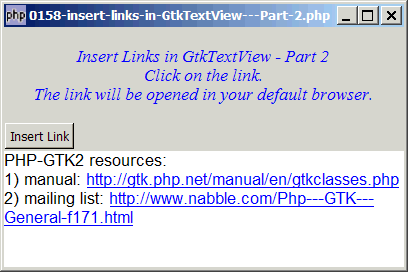 php 0158-insert-links-in-GtkTextView---Part-2.php
Insert Links in GtkTextView - Part 2
Click on the link.
The link will be opened in your default browser.
Insert Link
PHP-GTK2 resources:
1) manual: http://gtk.php.net/manual/en/gtkclasses.php
2) mailing list: http://www.nabble.com/Php---GTK---
General-f171.html